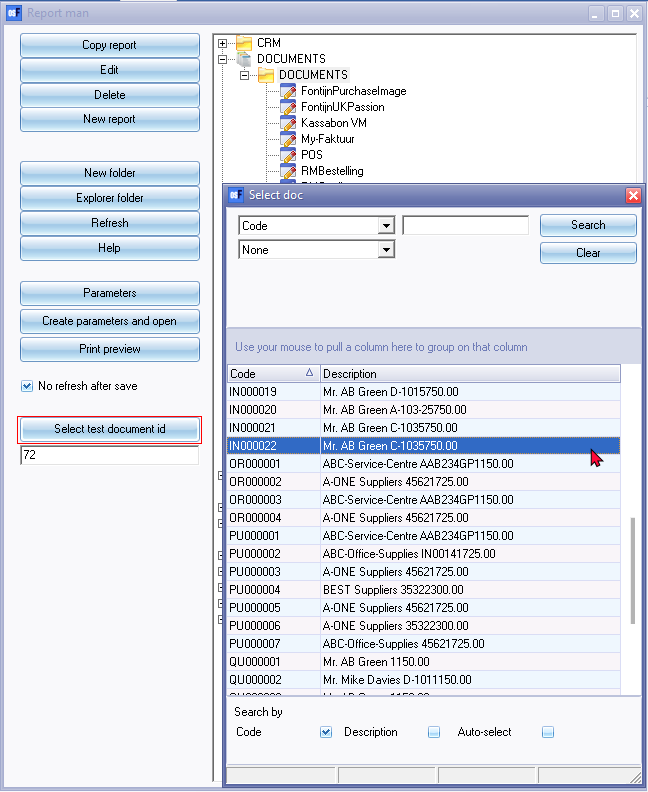 Report man
Copy report
Edit
Delete
New report
New folder
Explorer folder
Refresh
Help
Parameters
Create parameters and open
Print preview
No refresh after save
Select test document id
72
CRM
DOCUMENTS
DOCUMENTS
FontijnPurchaseImage
FontijnUKPassion
Kassabon VM
My-Faktuur
POS
RMBestelling
Select doc
Code
Search
None
Clear
Use your mouse to pull a column here to group on that column
Code Description
IN000019 Mr. AB Green D-1015750.00
IN000020 Mr. AB Green A-103-25750.00
IN000021 Mr. AB Green C-1035750.00
IN000022 Mr. AB Green C-1035750.00
OR000001 ABC-Service-Centre AAB234GP1150.00
OR000002 A-ONE Suppliers 45621725.00
OR000003 ABC-Service-Centre AAB234GP1150.00
OR000004 A-ONE Suppliers 45621725.00
PU000001 ABC-Service-Centre AAB234GP1150.00
PU000002 ABC-Office-Supplies IN00141725.00
PU000003 A-ONE Suppliers 45621725.00
PU000004 BEST Suppliers 35322300.00
PU000005 A-ONE Suppliers 45621725.00
PU000006 A-ONE Suppliers 35322300.00
PU000007 ABC-Office-Supplies 45621725.00
QU000001 Mr. AB Green 1150.00
QU000002 Mr. Mike Davies D-1011150.00
Search by
Code Description Auto-select